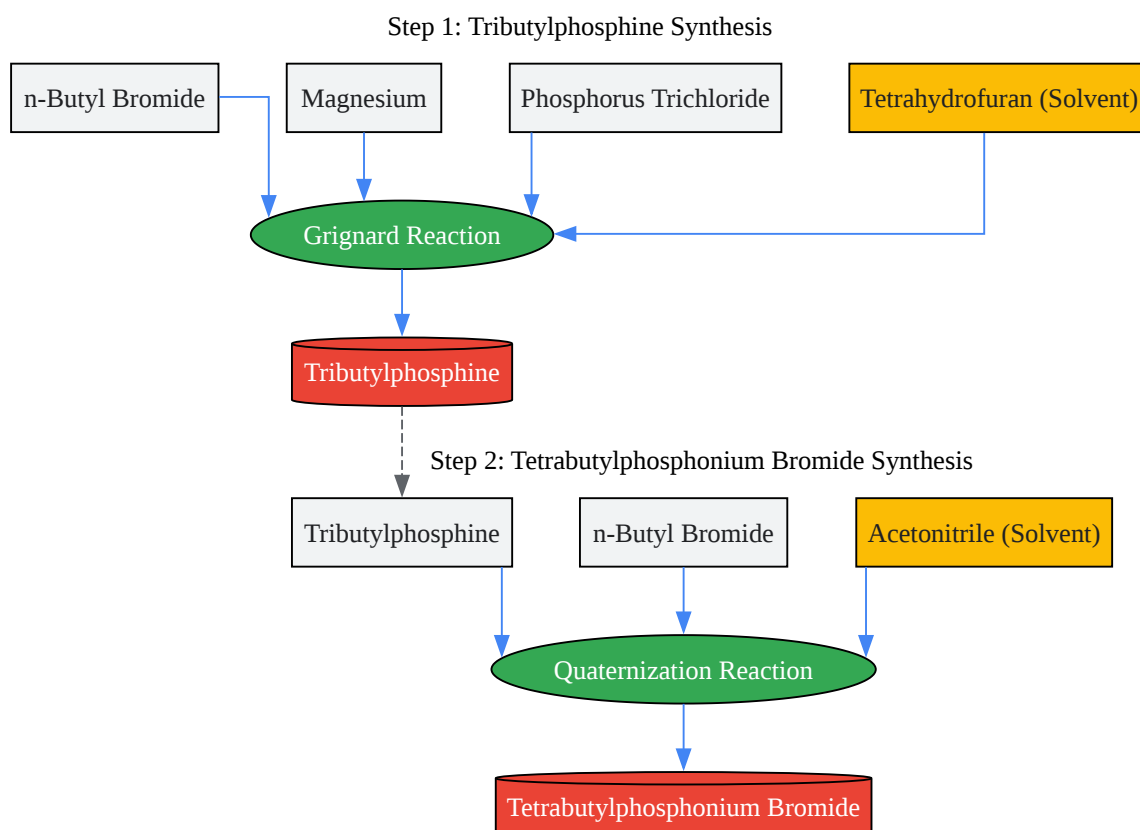 Step 1: Tributylphosphine Synthesis
n-Butyl Bromide
Magnesium
Phosphorus Trichloride
Tetrahydrofuran (Solvent)
Grignard Reaction
Tributylphosphine
Step 2: Tetrabutylphosphonium Bromide Synthesis
Tributylphosphine
n-Butyl Bromide
Acetonitrile (Solvent)
Quaternization Reaction
Tetrabutylphosphonium Bromide